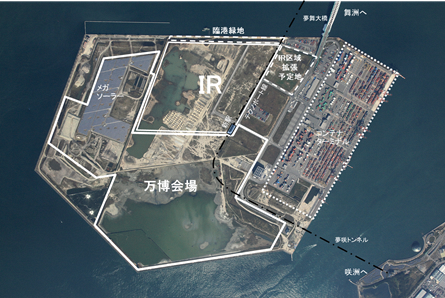 舞洲へ
夢舞大橋
臨港緑地
IR
IR区域
拡張
予定地
メガ
ソーラー
コンテナ
ターミナル
万博会場
夢咲トンネル
咲洲へ